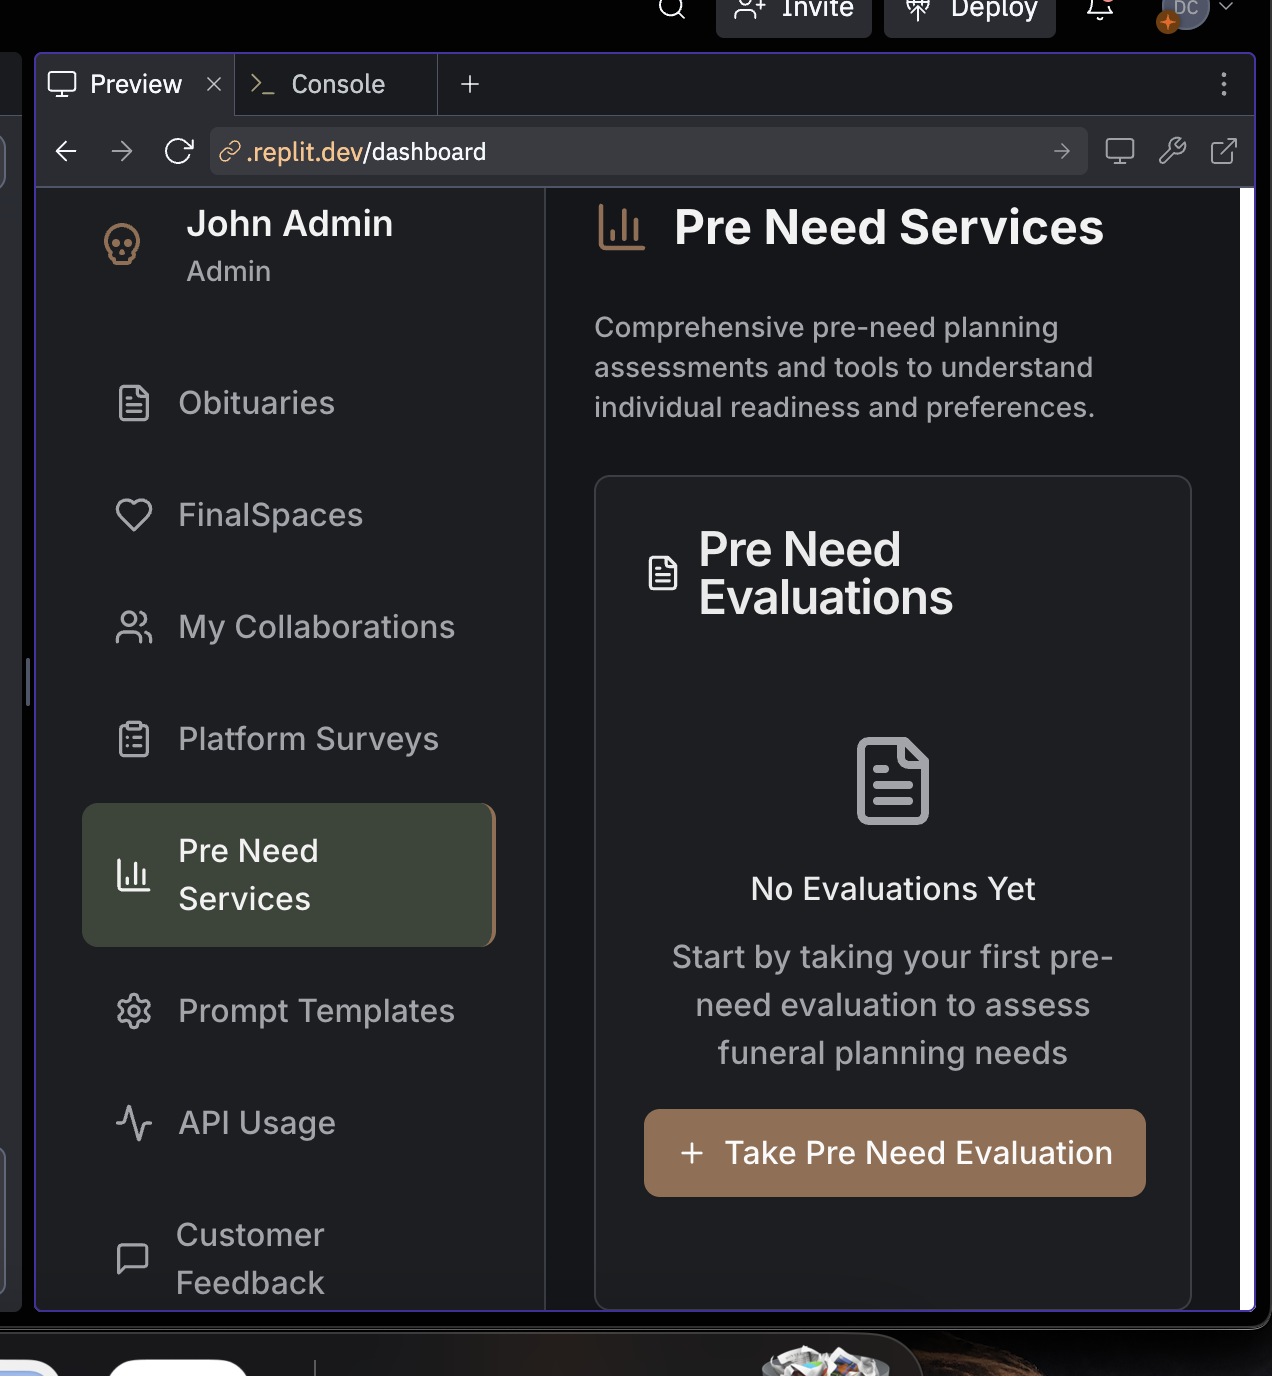 Invite
Deploy
DC
Preview
Console
.replit.dev/dashboard
John Admin
Admin
Obituaries
FinalSpaces
My Collaborations
Platform Surveys
Pre Need
Services
Prompt Templates
API Usage
Customer
Feedback
Pre Need Services
Comprehensive pre-need planning
assessments and tools to understand
individual readiness and preferences.
Pre Need
Evaluations
No Evaluations Yet
Start by taking your first pre-
need evaluation to assess
funeral planning needs
+ Take Pre Need Evaluation